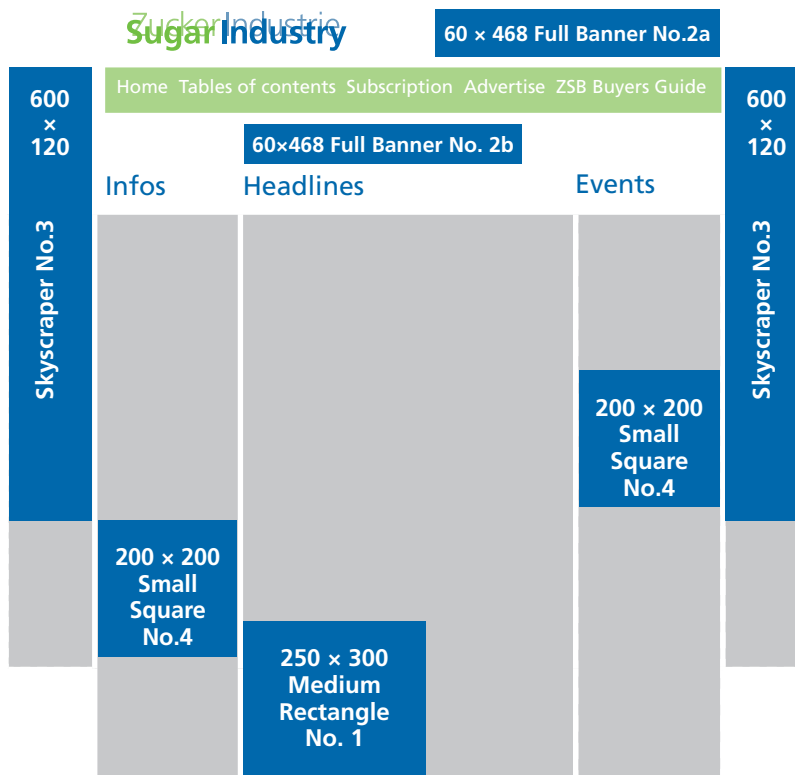 Zucker Industrie
Sugar Industry
60 × 468 Full Banner No.2a
600
×
120
Skyscraper No.3
Home Tables of contents Subscription Advertise ZSB Buyers Guide
600
×
120
Skyscraper No.3
60×468 Full Banner No. 2b
Infos
Headlines
Events
200 × 200
Small
Square
No.4
200 × 200
Small
Square
No.4
250 × 300
Medium
Rectangle
No. 1